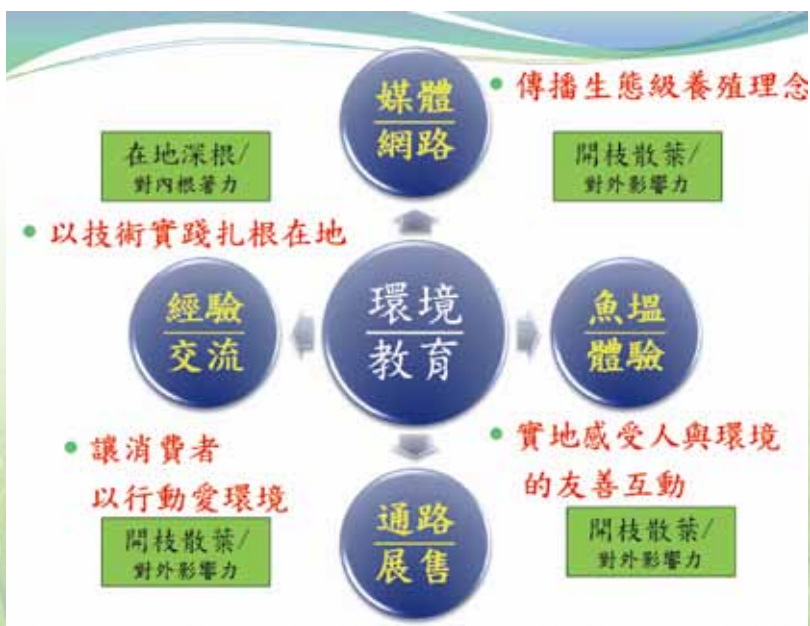 媒體
網路
• 傳播生態級養殖理念
在地深根/
對內根著力
開枝散葉/
對外影響力
• 以技術實踐扎根在地
經驗
交流
環境
教育
魚塭
體驗
• 讓消費者
以行動愛環境
• 實地感受人與環境
的友善互動
開枝散葉/
對外影響力
通路
展售
開枝散葉/
對外影響力